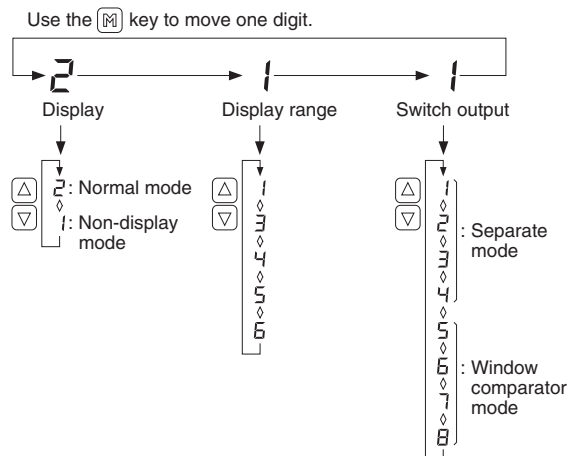 Use the M key to move one digit.
2 1 1
Display Display range Switch output
2 : Normal mode
1 : Non-display
mode
1
3
4
5
6
1
2
3
4
: Separate
mode
5
6
7
8
: Window
comparator
mode